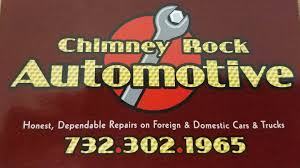 Chimney Rock
Automotive
Honest, Dependable Repairs on Foreign & Domestic Cars & Trucks
732.302.1965